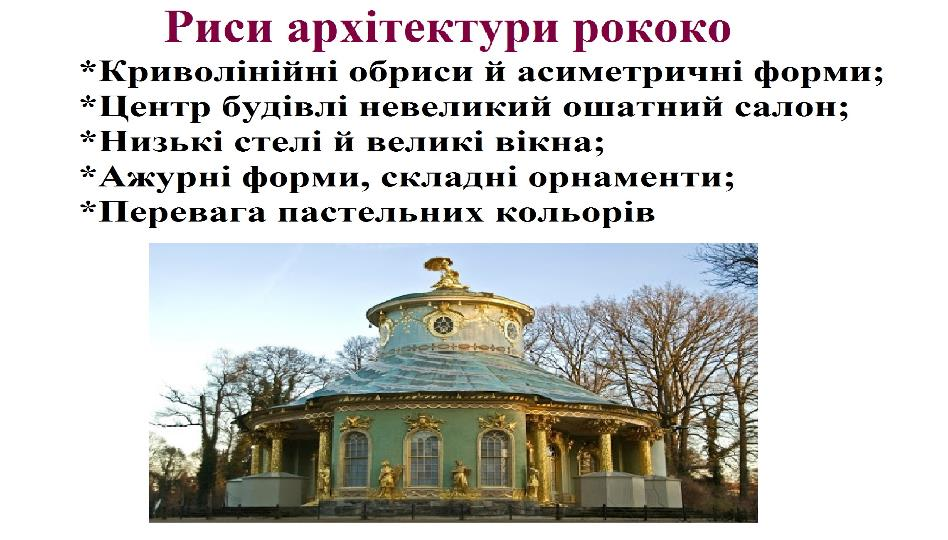 Риси архітектури рококо
*Криволінійні обриси й асиметричні форми;
*Центр будівлі невеликий ошатний салон;
*Низькі стелі й великі вікна;
*Ажурні форми, складні орнаменти;
*Перевага пастельних кольорів